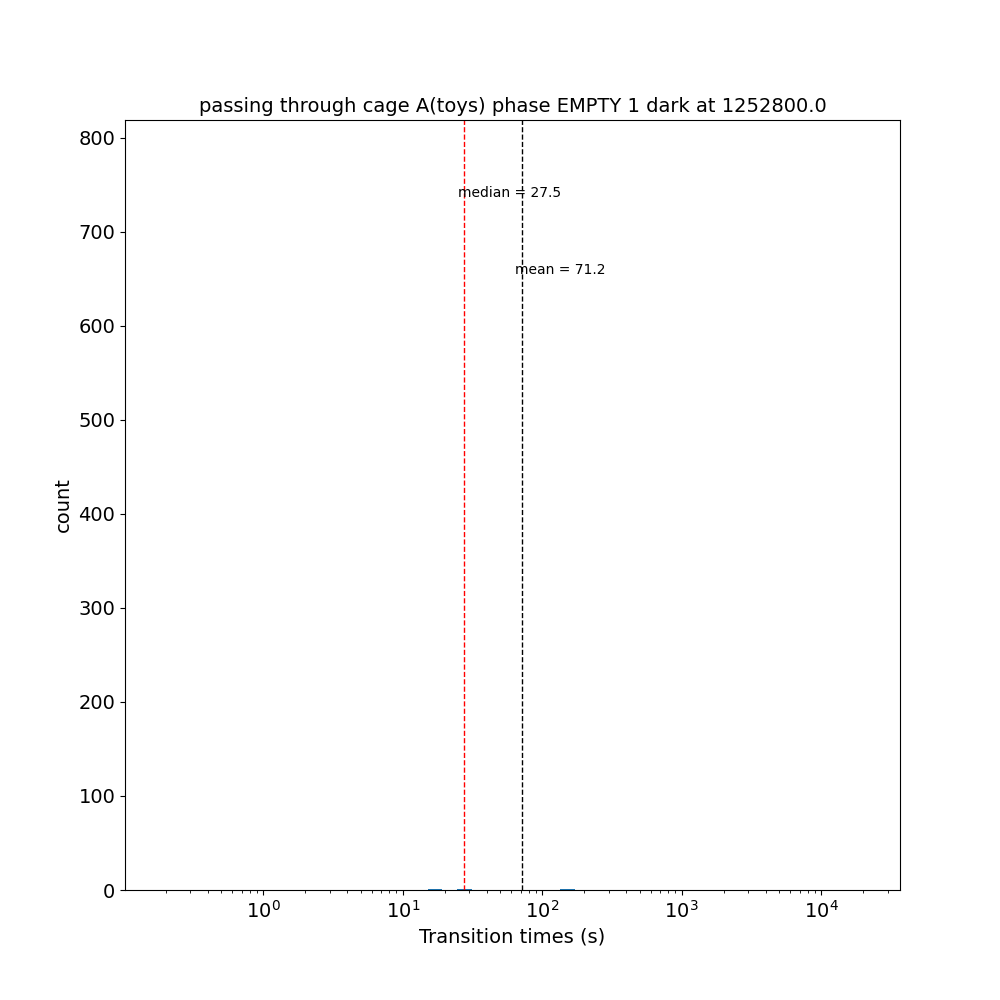 passing through cage A(toys) phase EMPTY 1 dark at 1252800.0
800
median = 27.5
700
mean = 71.2
600
500
400
count
300
200
100
0
10⁰ 10¹ 10² 10³ 10⁴
Transition times (s)